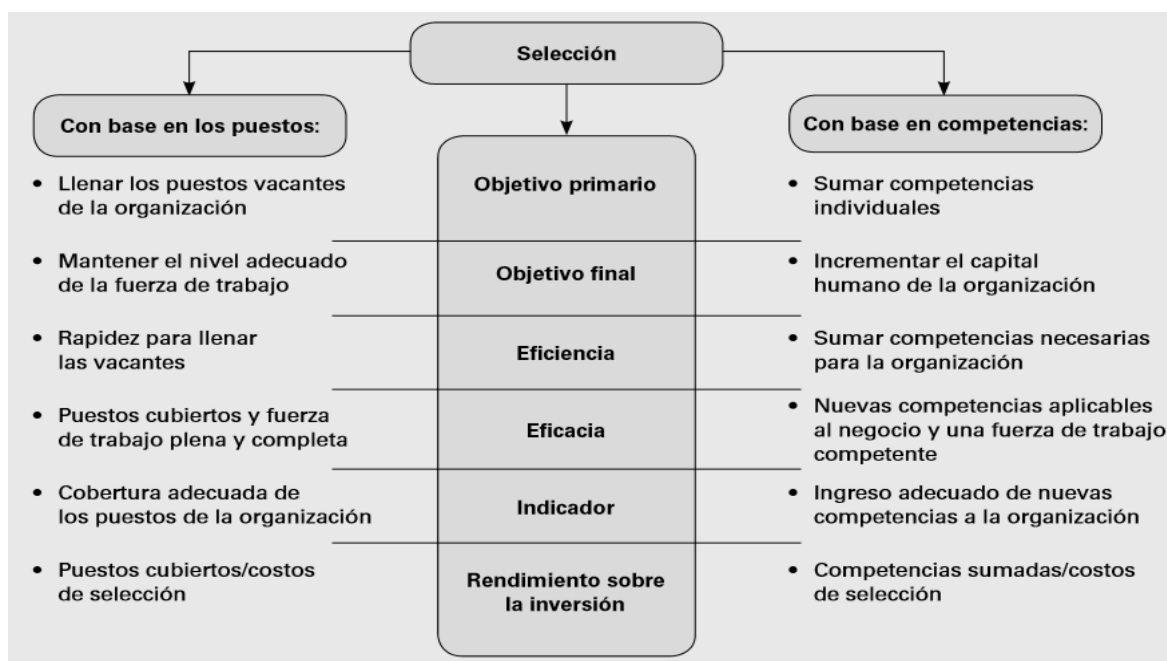 Selección
Con base en los puestos:
Con base en competencias:
• Llenar los puestos vacantes
de la organización
Objetivo primario
• Sumar competencias
individuales
• Mantener el nivel adecuado
de la fuerza de trabajo
Objetivo final
• Incrementar el capital
humano de la organización
• Rapidez para llenar
las vacantes
Eficiencia
• Sumar competencias necesarias
para la organización
• Puestos cubiertos y fuerza
de trabajo plena y completa
Eficacia
• Nuevas competencias aplicables
al negocio y una fuerza de trabajo
competente
• Cobertura adecuada de
los puestos de la organización
Indicador
• Ingreso adecuado de nuevas
competencias a la organización
• Puestos cubiertos/costos
de selección
Rendimiento sobre
la inversión
• Competencias sumadas/costos
de selección